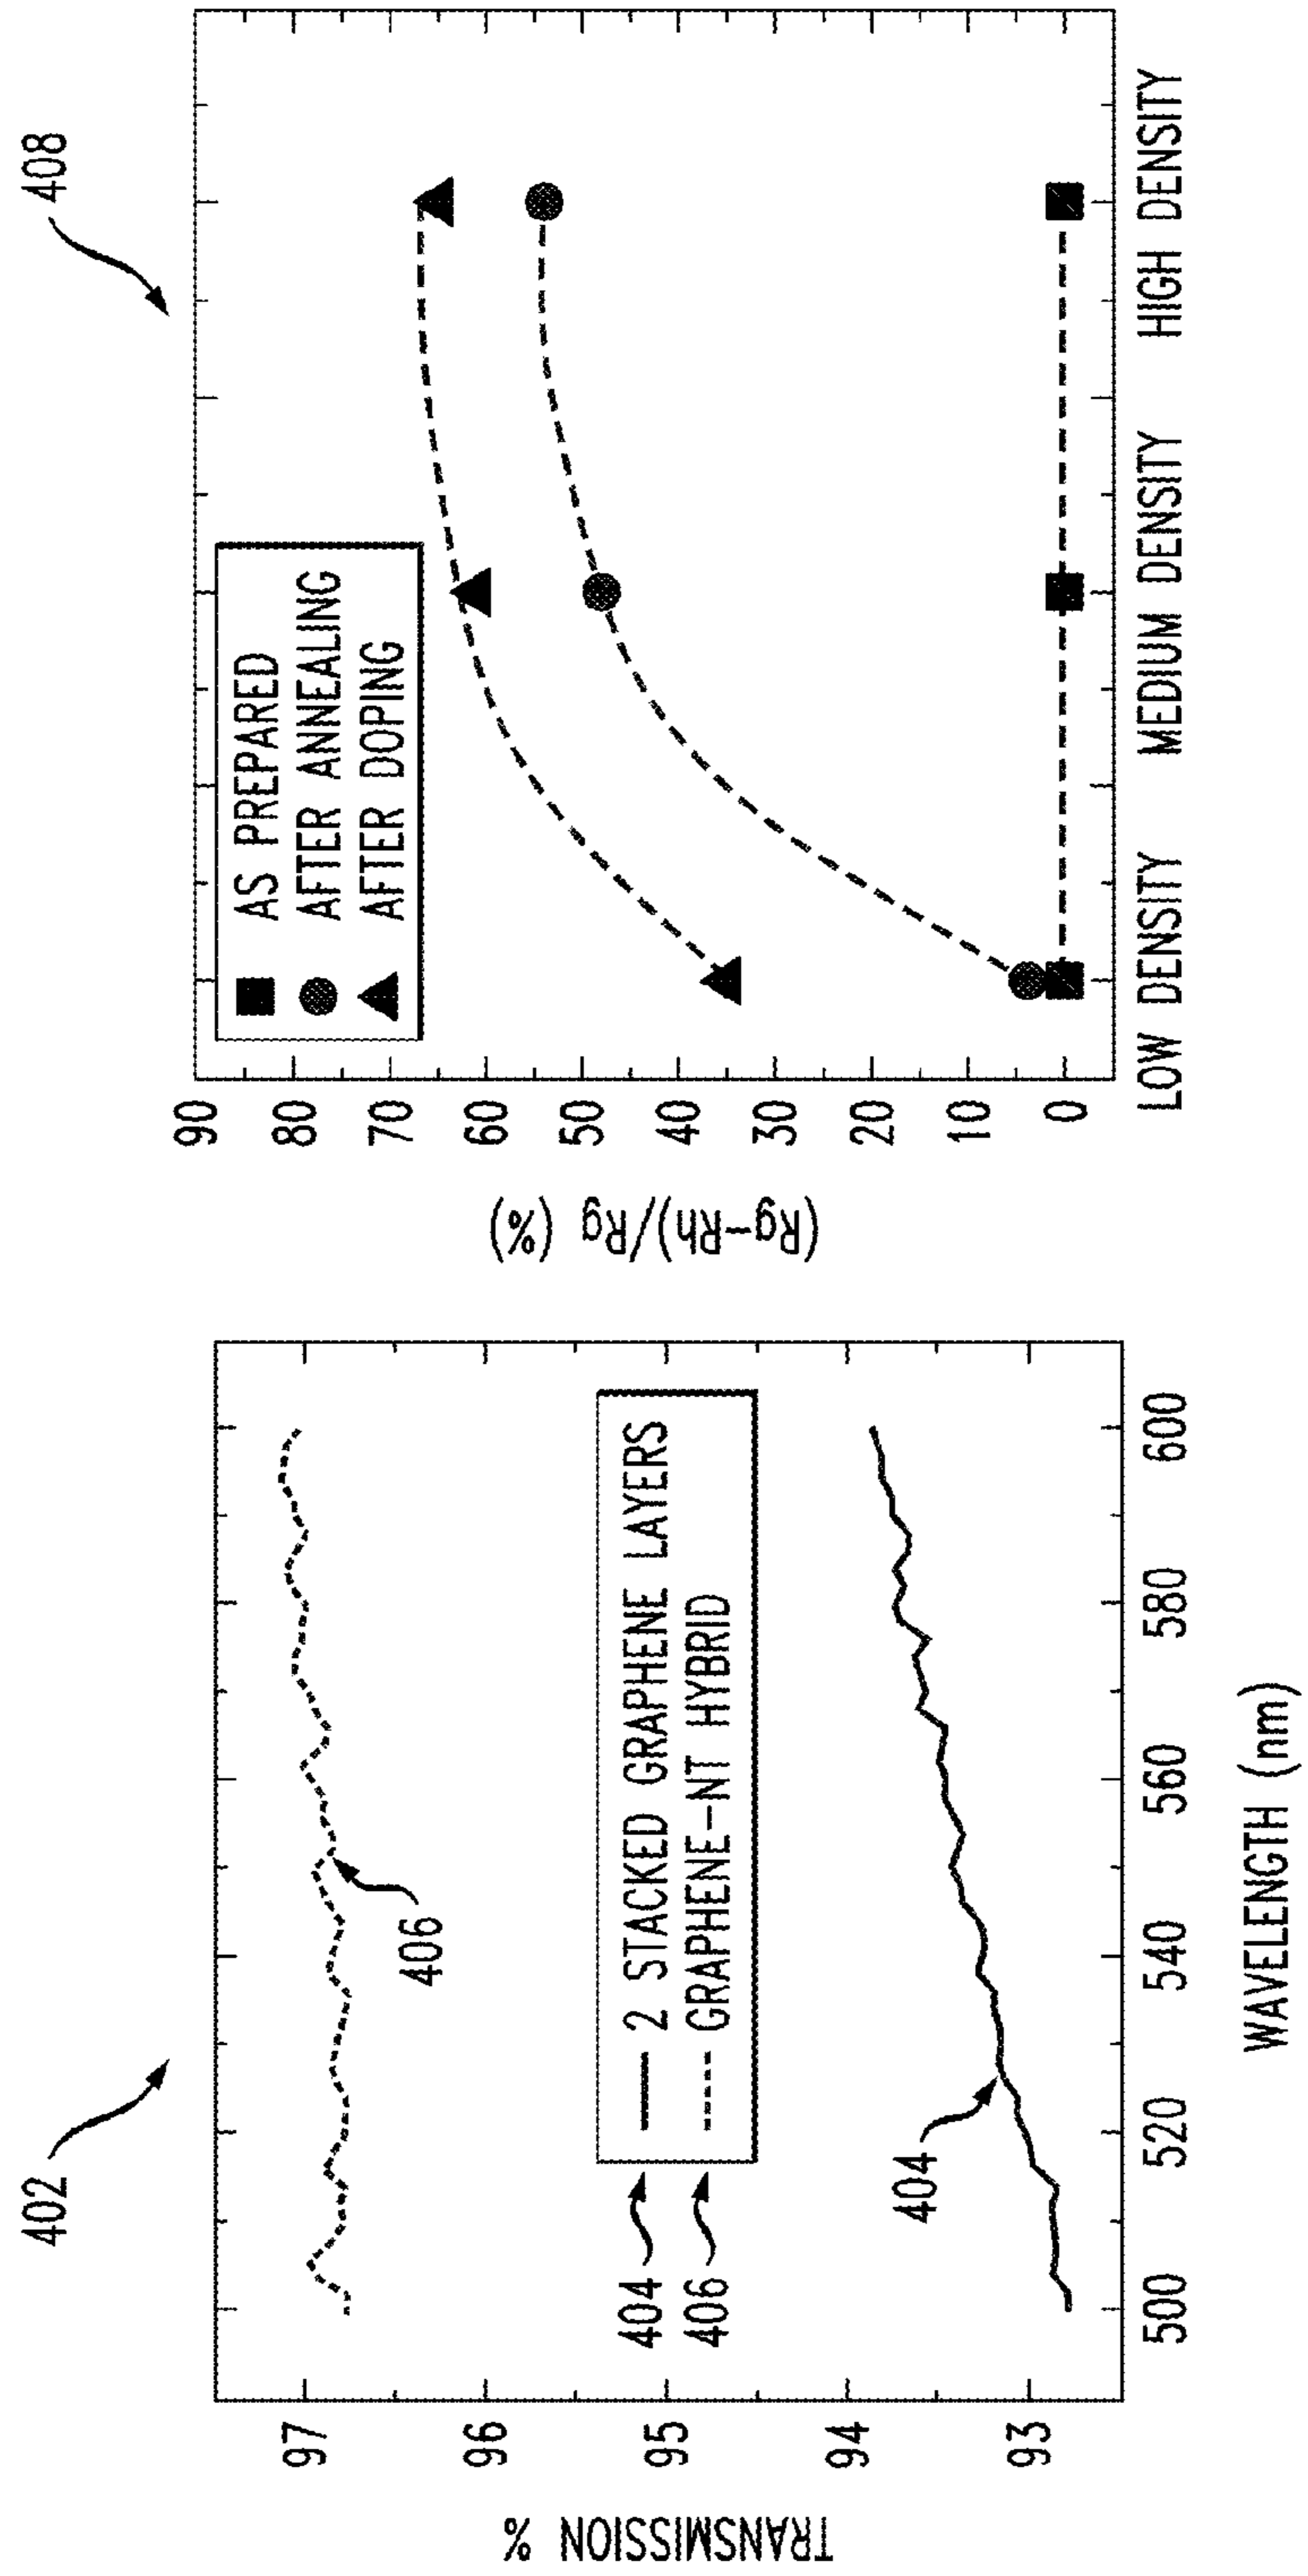 402
97
96
95
94
93
TRANSMISSION %
500
520
540
560
580
600
WAVELENGTH (nm)
406
404
406
2 STACKED GRAPHENE LAYERS
GRAPHENE-NT HYBRID
404
408
90
80
70
60
50
40
30
20
10
0
(Rg-Rh)/Rg (%)
AS PREPARED
AFTER ANNEALING
AFTER DOPING
LOW DENSITY
MEDIUM DENSITY
HIGH DENSITY